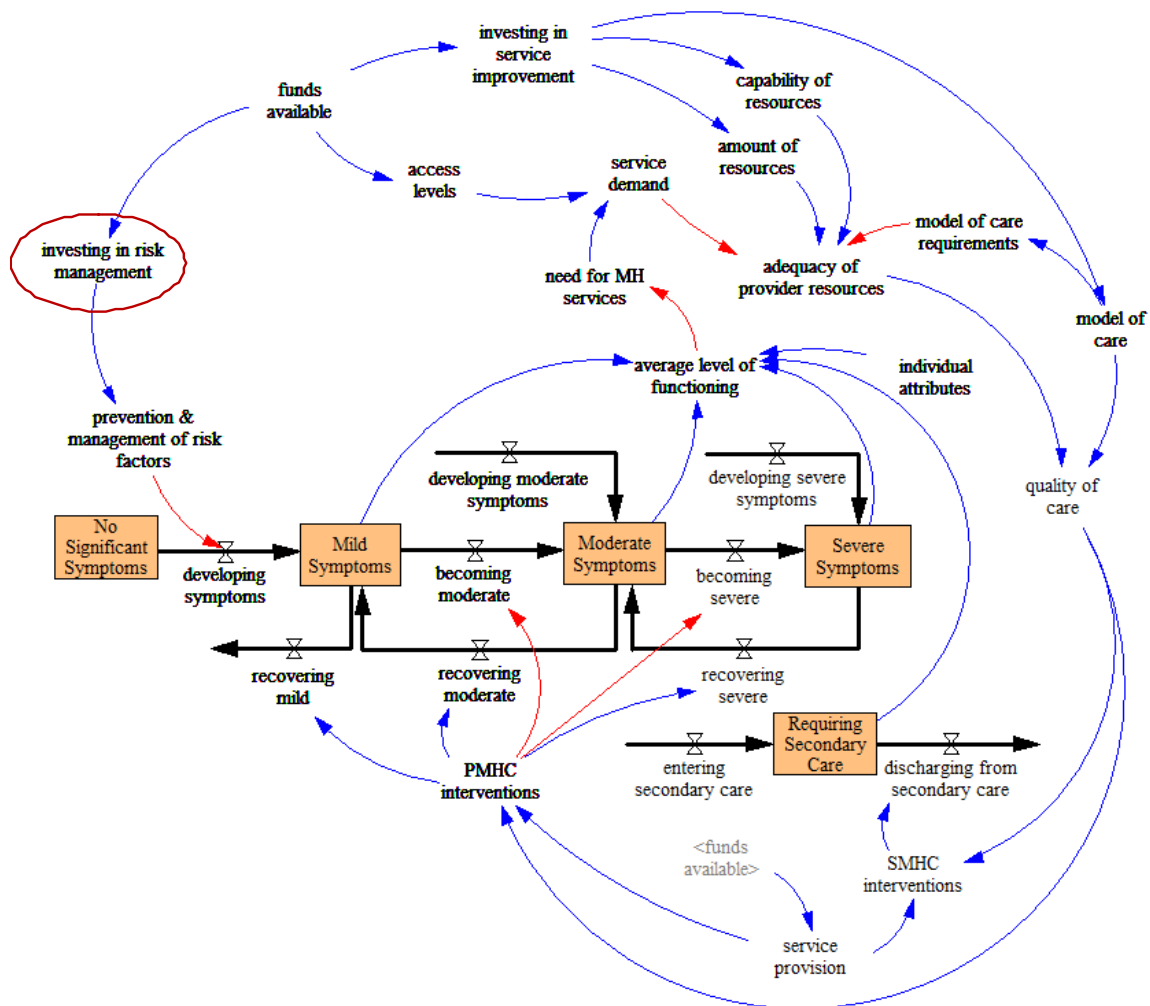 investing in
service
improvement
funds
available
capability of
resources
amount of
resources
access
levels
service
demand
model of care
requirements
investing in risk
management
need for MH
services
adequacy of
provider resources
model of
care
average level of
functioning
individual
attributes
prevention &
management of risk
factors
developing moderate
symptoms
developing severe
symptoms
quality of
care
No
Significant
Symptoms
developing
symptoms
Mild
Symptoms
becoming
moderate
Moderate
Symptoms
becoming
severe
Severe
Symptoms
recovering
mild
recovering
moderate
recovering
severe
Requiring
Secondary
Care
entering
secondary care
discharging from
secondary care
PMHC
interventions
<funds
available>
SMHC
interventions
service
provision